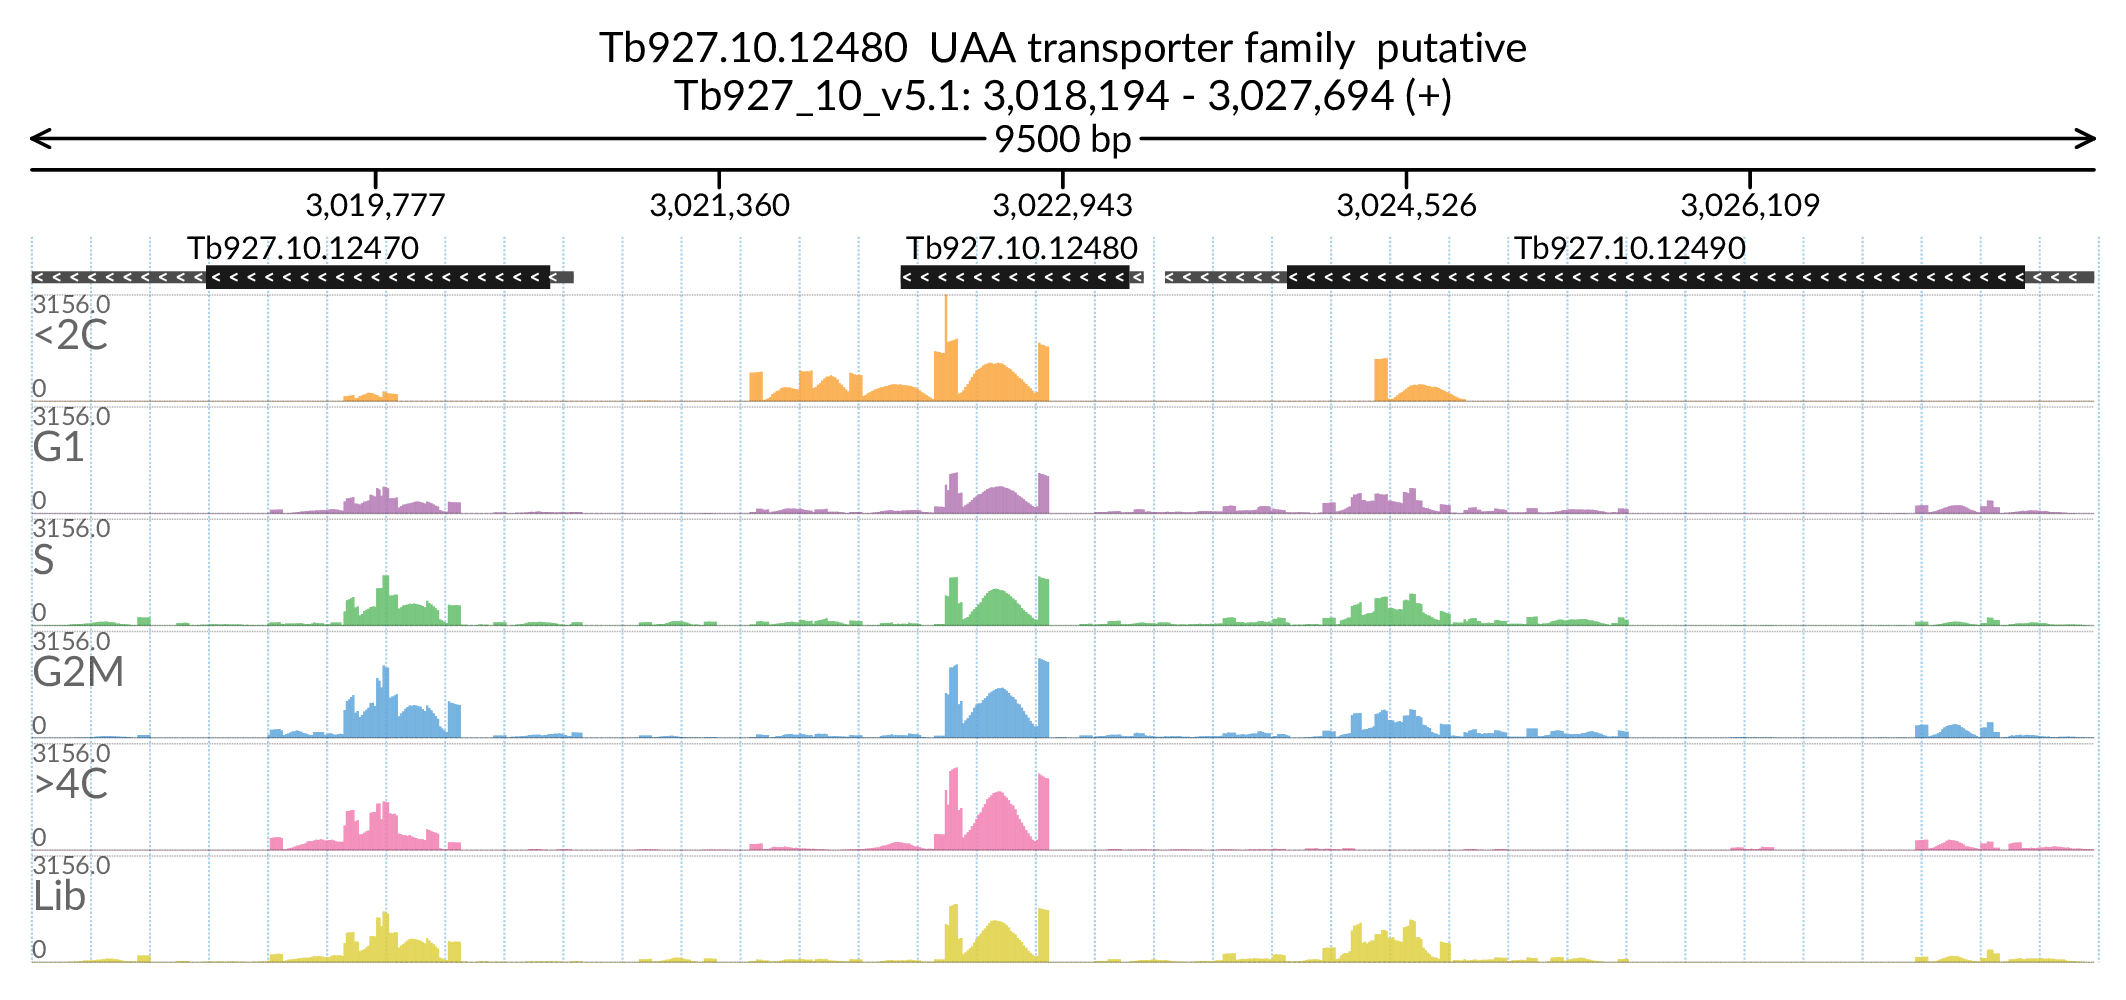 Tb927.10.12480  UAA transporter family  putative
Tb927_10_v5.1: 3,018,194 - 3,027,694 (+)
9500 bp
3,019,777 3,021,360 3,022,943 3,024,526 3,026,109
Tb927.10.12470 Tb927.10.12480 Tb927.10.12490
3156.0
<2C
0
3156.0
G1
0
3156.0
S
0
3156.0
G2M
0
3156.0
>4C
0
3156.0
Lib
0